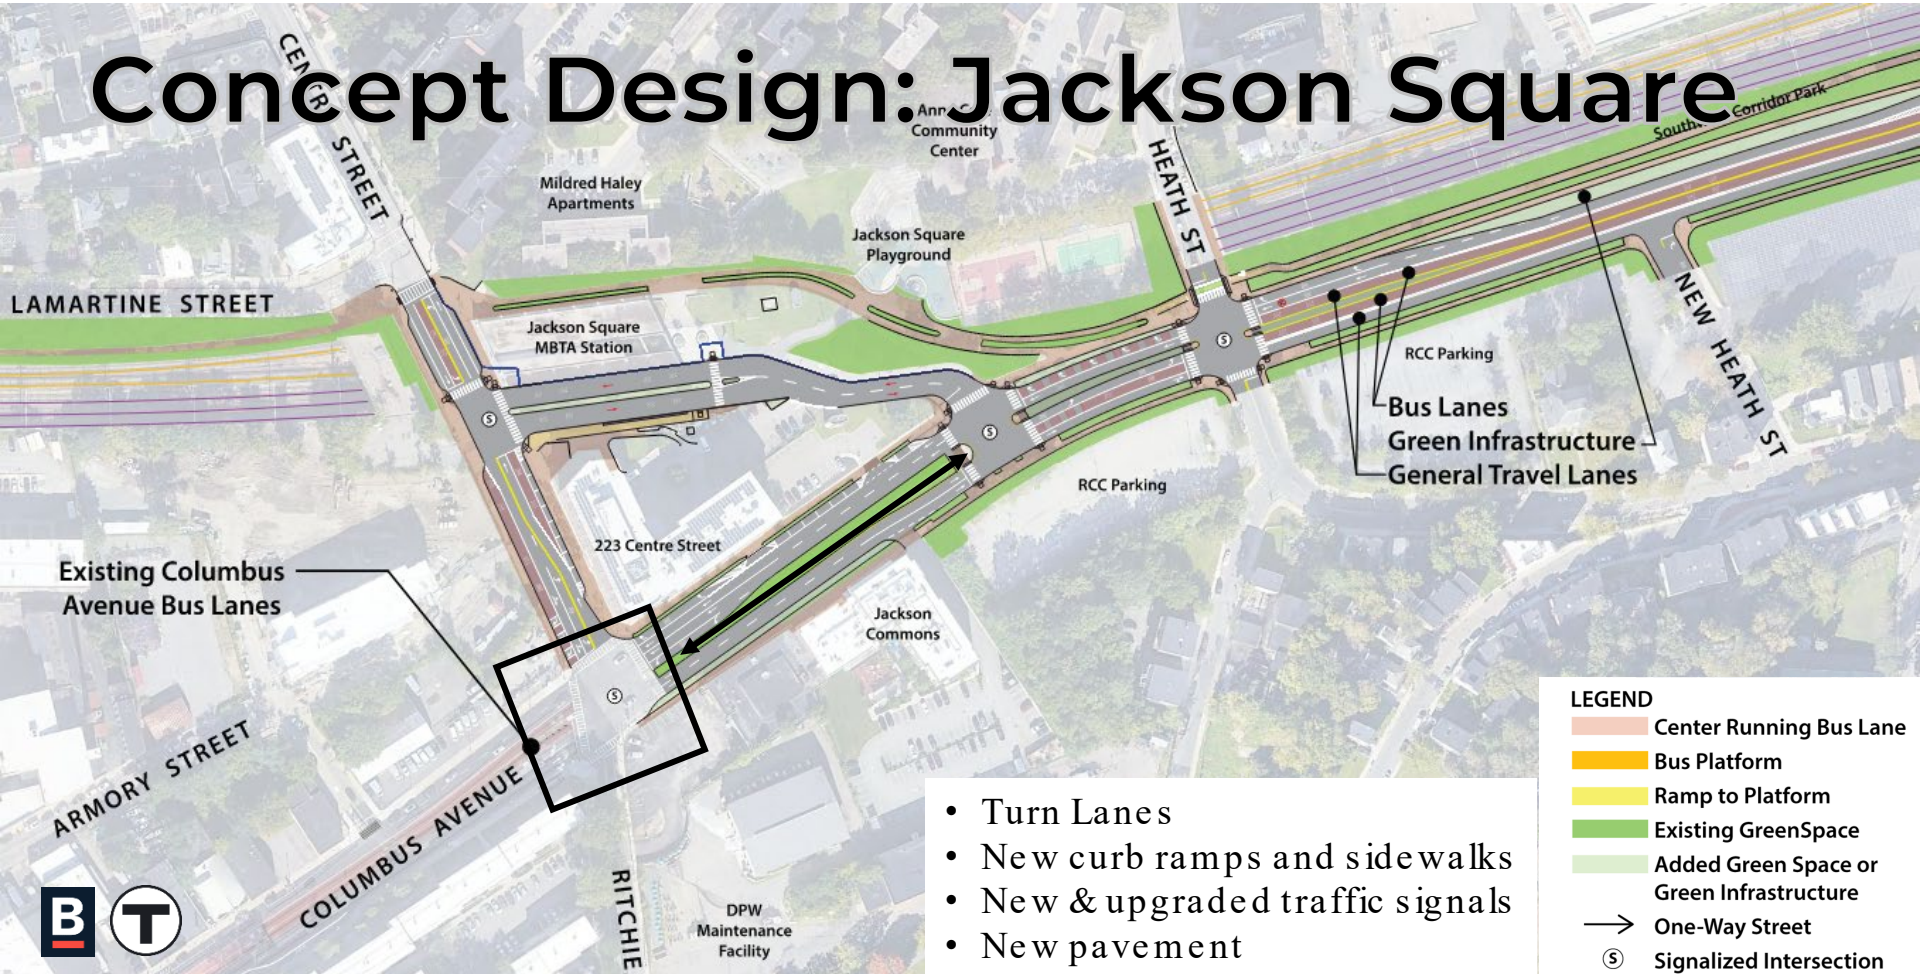 Concept Design: Jackson Square
CENTRE STREET
Community
Center
HEATH ST
Corridor Park
Mildred Haley
Apartments
Jackson Square
Playground
LAMARTINE STREET
Jackson Square
MBTA Station
NEW HEATH ST
RCC Parking
Bus Lanes
Green Infrastructure
General Travel Lanes
RCC Parking
223 Centre Street
Existing Columbus
Avenue Bus Lanes
Jackson
Commons
ARMORY STREET
COLUMBUS AVENUE
RITCHIE
DPW
Maintenance
Facility
S
S
S
S
B
T
• Turn Lanes
• New curb ramps and sidewalks
• New & upgraded traffic signals
• New pavement
LEGEND
Center Running Bus Lane
Bus Platform
Ramp to Platform
Existing GreenSpace
Added Green Space or
Green Infrastructure
One-Way Street
S Signalized Intersection